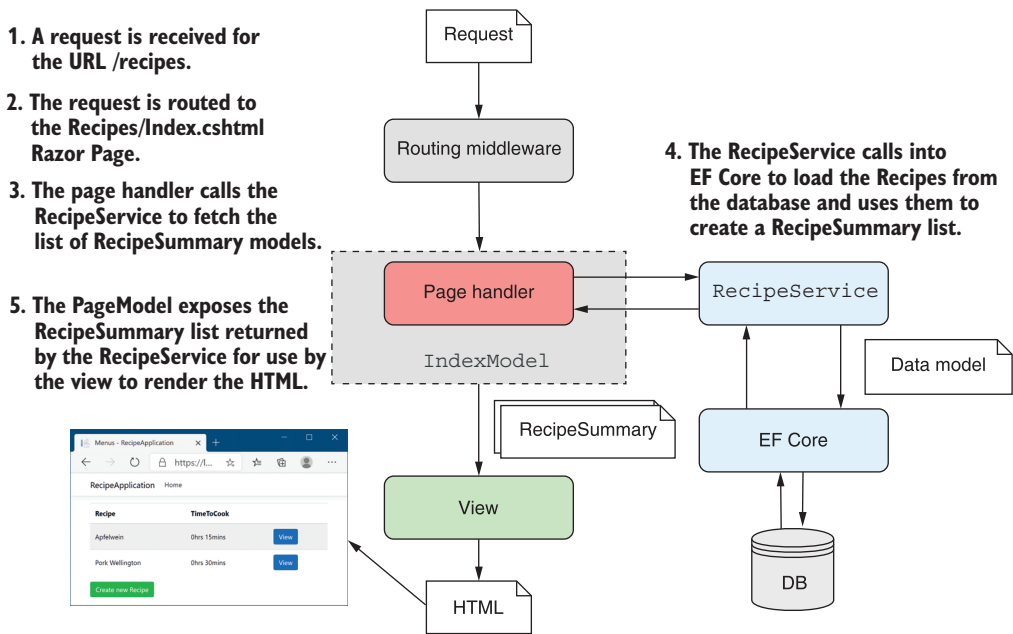 1. A request is received for
the URL /recipes.
2. The request is routed to
the Recipes/Index.cshtml
Razor Page.
3. The page handler calls the
RecipeService to fetch the
list of RecipeSummary models.
5. The PageModel exposes the
RecipeSummary list returned
by the RecipeService for use by
the view to render the HTML.
Request
Routing middleware
4. The RecipeService calls into
EF Core to load the Recipes from
the database and uses them to
create a RecipeSummary list.
Page handler
IndexModel
RecipeService
Data model
RecipeSummary
EF Core
View
DB
HTML
Menus - RecipeApplication
https://l...
RecipeApplication Home
Recipe TimeToCook
Apfelwein 0hrs 15mins View
Pork Wellington 0hrs 30mins View
Create new Recipe